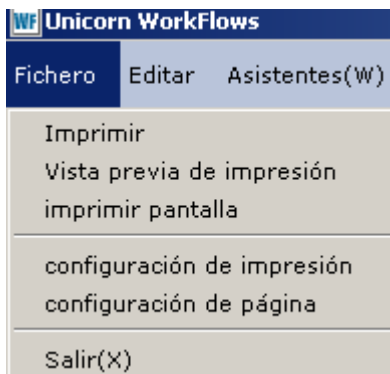 WF Unicorn WorkFlows
Fichero Editar Asistentes(W)
Imprimir
Vista previa de impresión
imprimir pantalla
configuración de impresión
configuración de página
Salir(X)